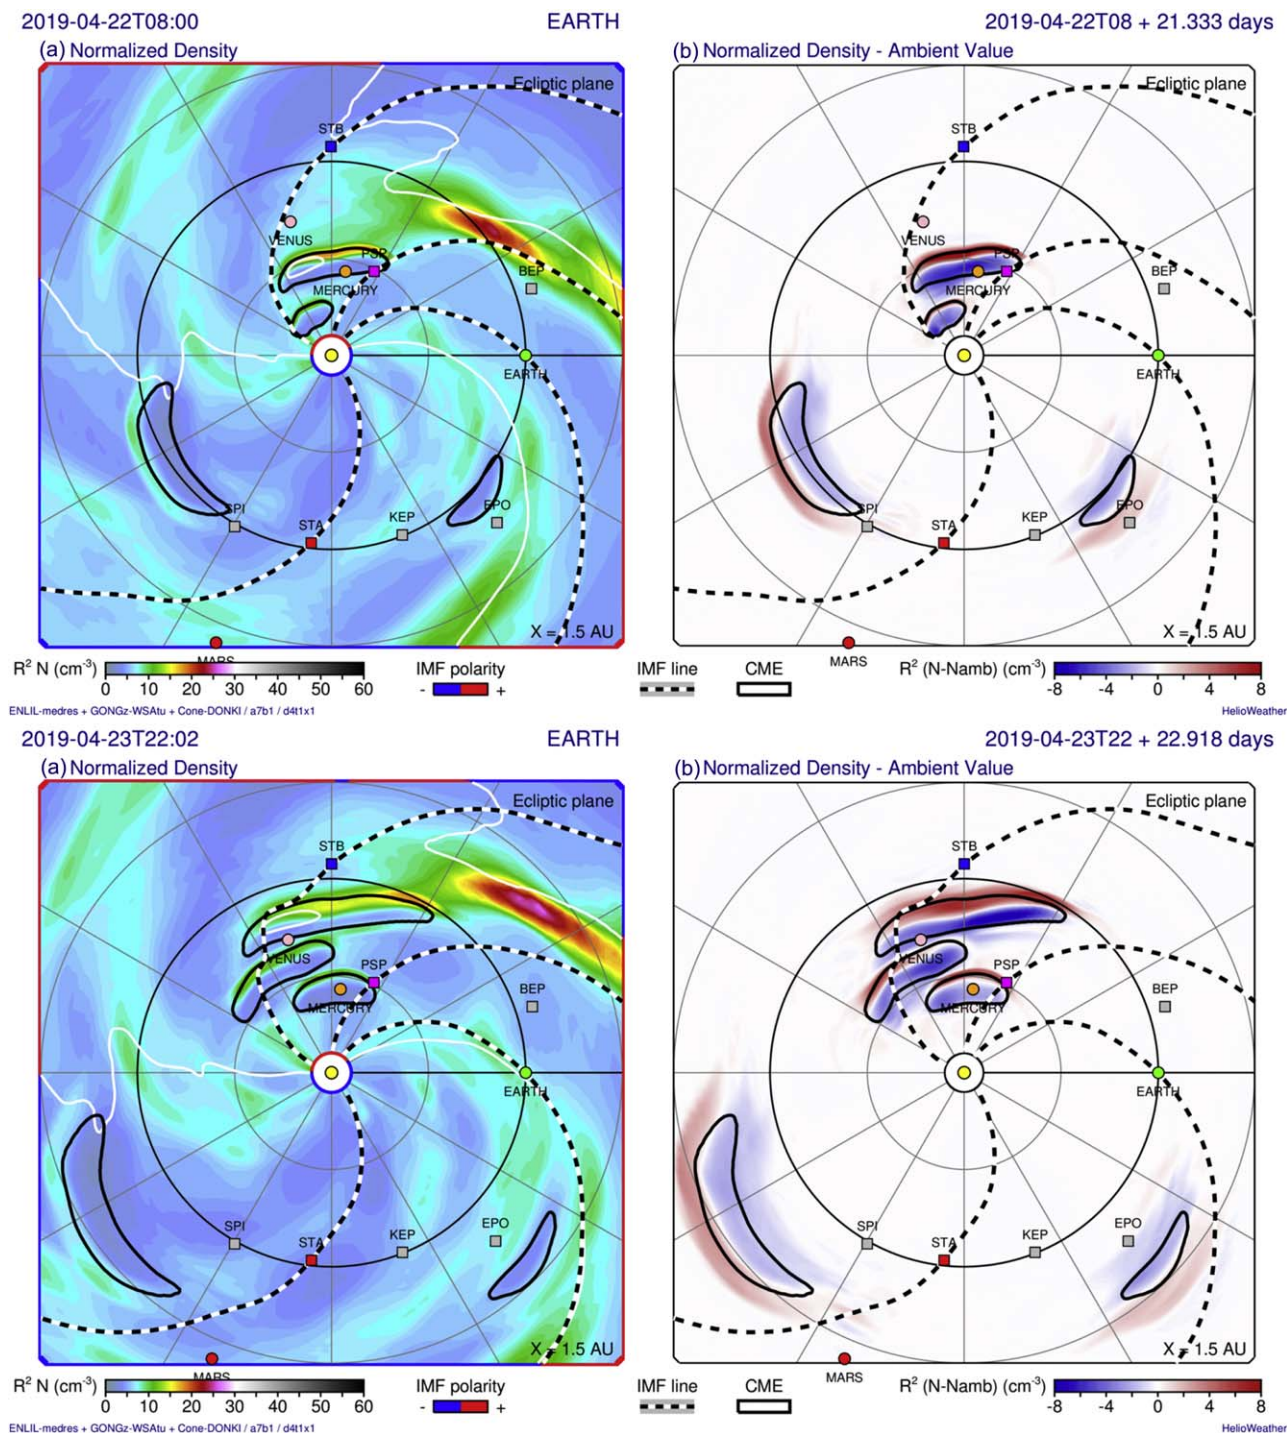 2019-04-22T08:00 EARTH 2019-04-22T08 + 21.333 days
(a) Normalized Density (b) Normalized Density - Ambient Value
Ecliptic plane Ecliptic plane
STB STB
VENUS VENUS
PSP PSP
BEP BEP
MERCURY MERCURY
EARTH EARTH
SPI STA KEP EPO SPI STA KEP EPO
X = 1.5 AU X = 1.5 AU
MARS MARS
R² N (cm⁻³) IMF polarity IMF line CME R² (N-Namb) (cm⁻³)
0 10 20 30 40 50 60 - + -8 -4 0 4 8
ENLIL-medres + GONGz-WSAtu + Cone-DONKI / a7b1 / d4t1x1 HelioWeather
2019-04-23T22:02 EARTH 2019-04-23T22 + 22.918 days
(a) Normalized Density (b) Normalized Density - Ambient Value
Ecliptic plane Ecliptic plane
STB STB
VENUS PSP VENUS PSP
MERCURY BEP MERCURY BEP
EARTH EARTH
SPI STA KEP EPO SPI STA KEP EPO
X = 1.5 AU X = 1.5 AU
MARS MARS
R² N (cm⁻³) IMF polarity IMF line CME R² (N-Namb) (cm⁻³)
0 10 20 30 40 50 60 - + -8 -4 0 4 8
ENLIL-medres + GONGz-WSAtu + Cone-DONKI / a7b1 / d4t1x1 HelioWeather